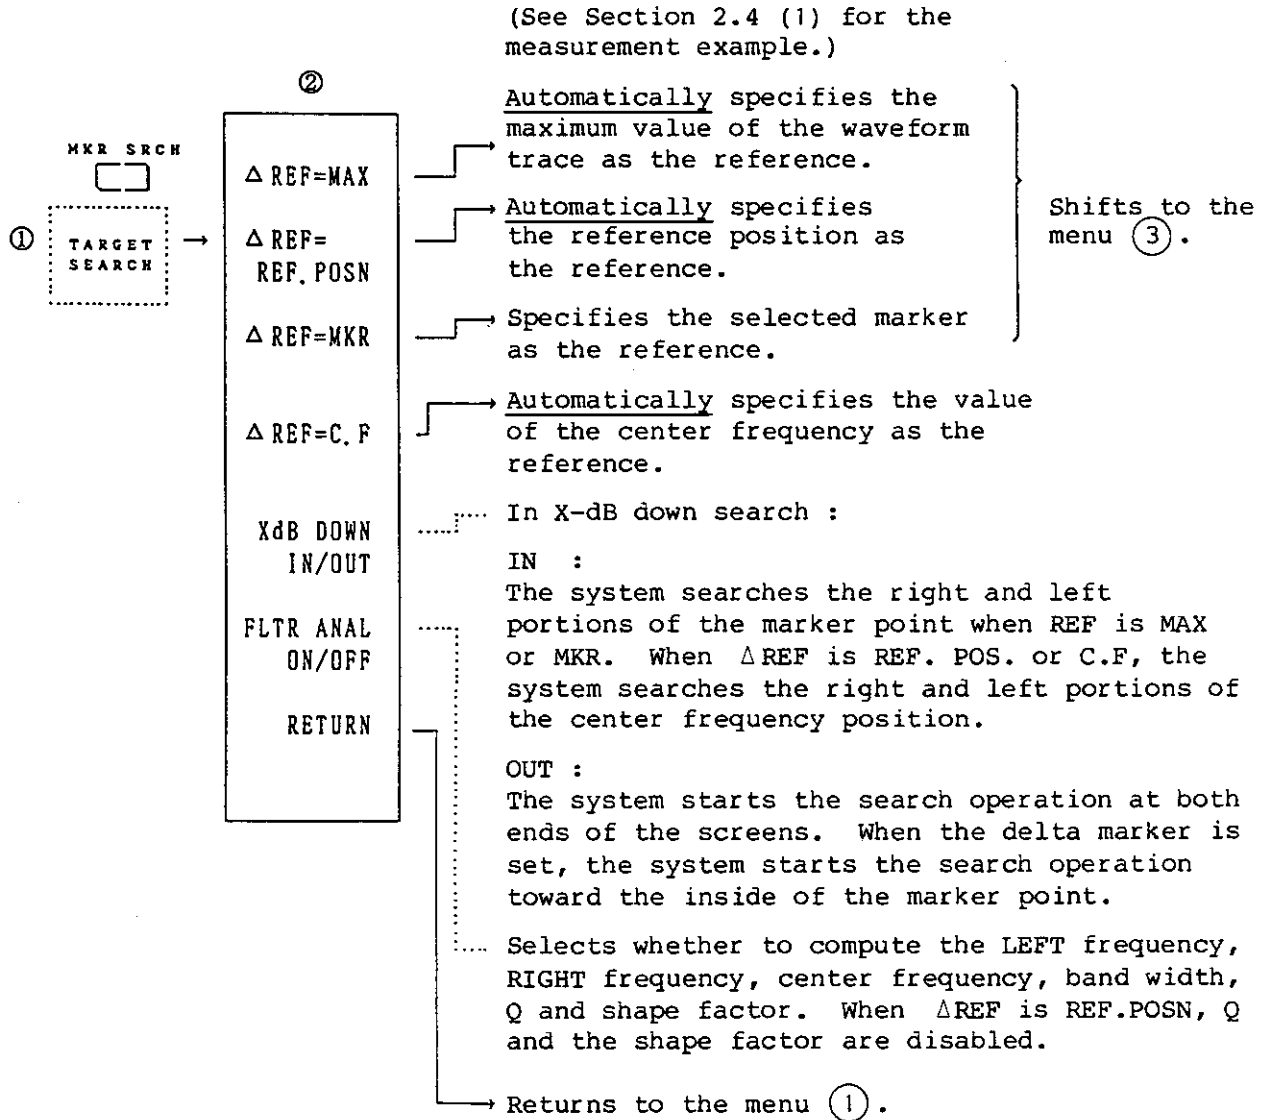 (See Section 2.4 (1) for the
measurement example.)
②
MKR SRCH
①
TARGET
SEARCH
△REF=MAX
Automatically specifies the
maximum value of the waveform
trace as the reference.
△REF=
REF.POSN
Automatically specifies
the reference position as
the reference.
Shifts to the
menu ③.
△REF=MKR
Specifies the selected marker
as the reference.
△REF=C.F
Automatically specifies the value
of the center frequency as the
reference.
XdB DOWN
IN/OUT
In X-dB down search :
IN :
The system searches the right and left
portions of the marker point when REF is MAX
or MKR. When △REF is REF. POS. or C.F, the
system searches the right and left portions of
the center frequency position.
OUT :
The system starts the search operation at both
ends of the screens. When the delta marker is
set, the system starts the search operation
toward the inside of the marker point.
FLTR ANAL
ON/OFF
Selects whether to compute the LEFT frequency,
RIGHT frequency, center frequency, band width,
Q and shape factor. When △REF is REF.POSN, Q
and the shape factor are disabled.
RETURN
Returns to the menu ①.